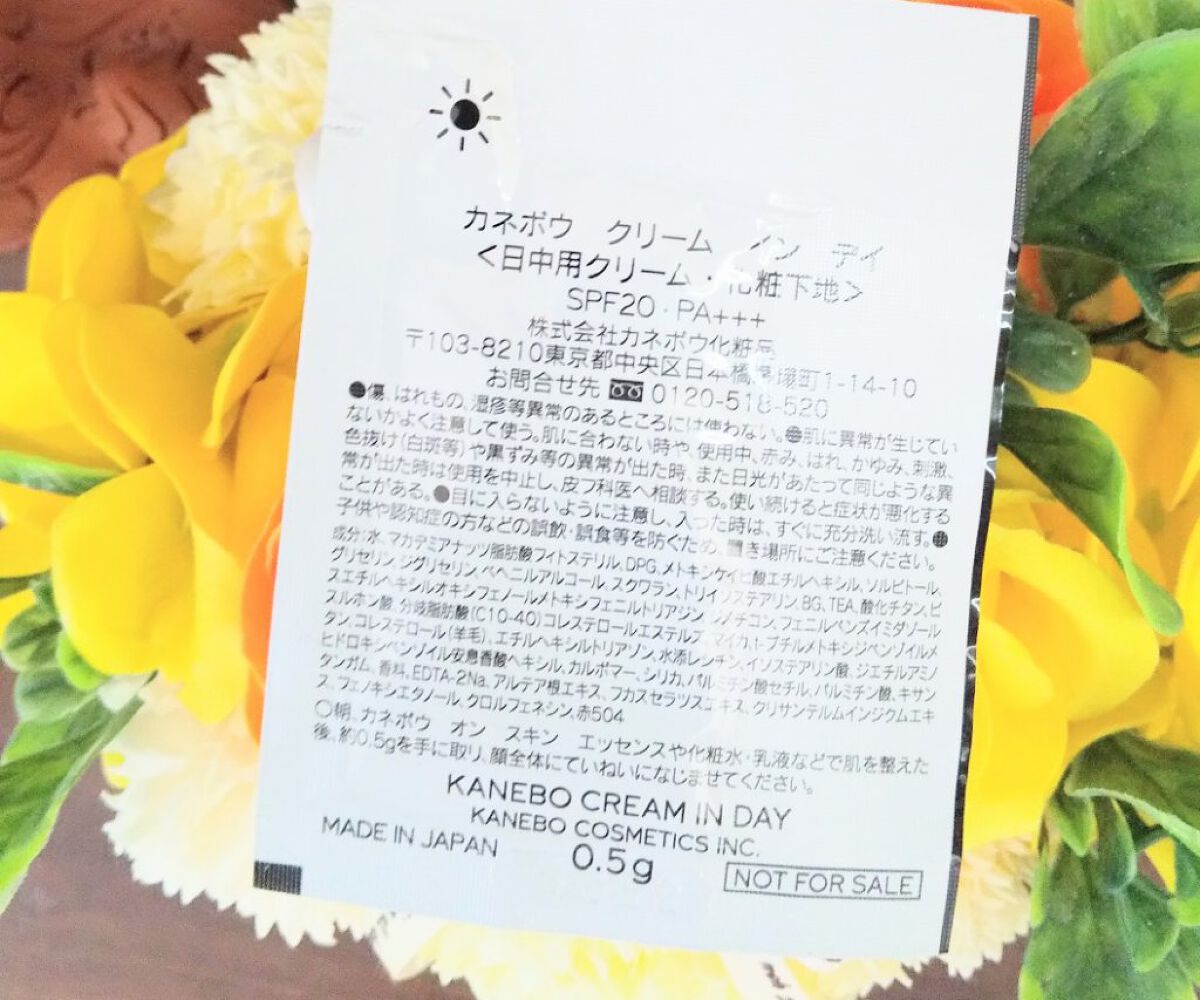 カネボウ クリーム イン デイ
<日中用クリーム・化粧下地>
SPF20・PA+++
株式会社カネボウ化粧品
〒103-8210東京都中央区日本橋茅場町1-14-10
お問合せ先 0120-518-520
●傷、はれもの、湿疹等異常のあるところには使わない。●肌に異常が生じてい
ないかよく注意して使う。肌に合わない時や、使用中、赤み、はれ、かゆみ、刺激、
色抜け(白斑等)や黒ずみ等の異常が出た時、また日光があたって同じような異
常が出た時は使用を中止し、皮フ科医へ相談する。使い続けると症状が悪化する
ことがある。●目に入らないように注意し、入った時は、すぐに充分洗い流す。●
子供や認知症の方などの誤飲・誤食等を防ぐため、置き場所にご注意ください。
成分:水、マカデミアナッツ脂肪酸フィトステリル、DPG、メトキシケイヒ酸エチルヘキシル、ソルビトール、
グリセリン、ジグリセリン、ベヘニルアルコール、スクワラン、トリイソステアリン、BG、TEA、酸化チタン、ビ
スエチルヘキシルオキシフェノールメトキシフェニルトリアジン、ジメチコン、フェニルベンズイミダゾール
スルホン酸、分岐脂肪酸(C10-40)コレステロールエステルズ、マイカ、t-ブチルメトキシジベンゾイルメ
タン、コレステロール(羊毛)、エチルヘキシルトリアゾン、水添レシチン、イソステアリン酸、ジエチルアミノ
ヒドロキシベンゾイル安息香酸ヘキシル、カルボマー、シリカ、パルミチン酸セチル、パルミチン酸、キサン
タンガム、香料、EDTA-2Na、アルテア根エキス、フカスセラツスエキス、クリサンテルムインジクムエキ
ス、フェノキシエタノール、クロルフェネシン、赤504
○朝、カネボウ オン スキン エッセンスや化粧水・乳液などで肌を整えた
後、約0.5gを手に取り、顔全体にていねいになじませてください。
KANEBO CREAM IN DAY
KANEBO COSMETICS INC.
MADE IN JAPAN 0.5g NOT FOR SALE